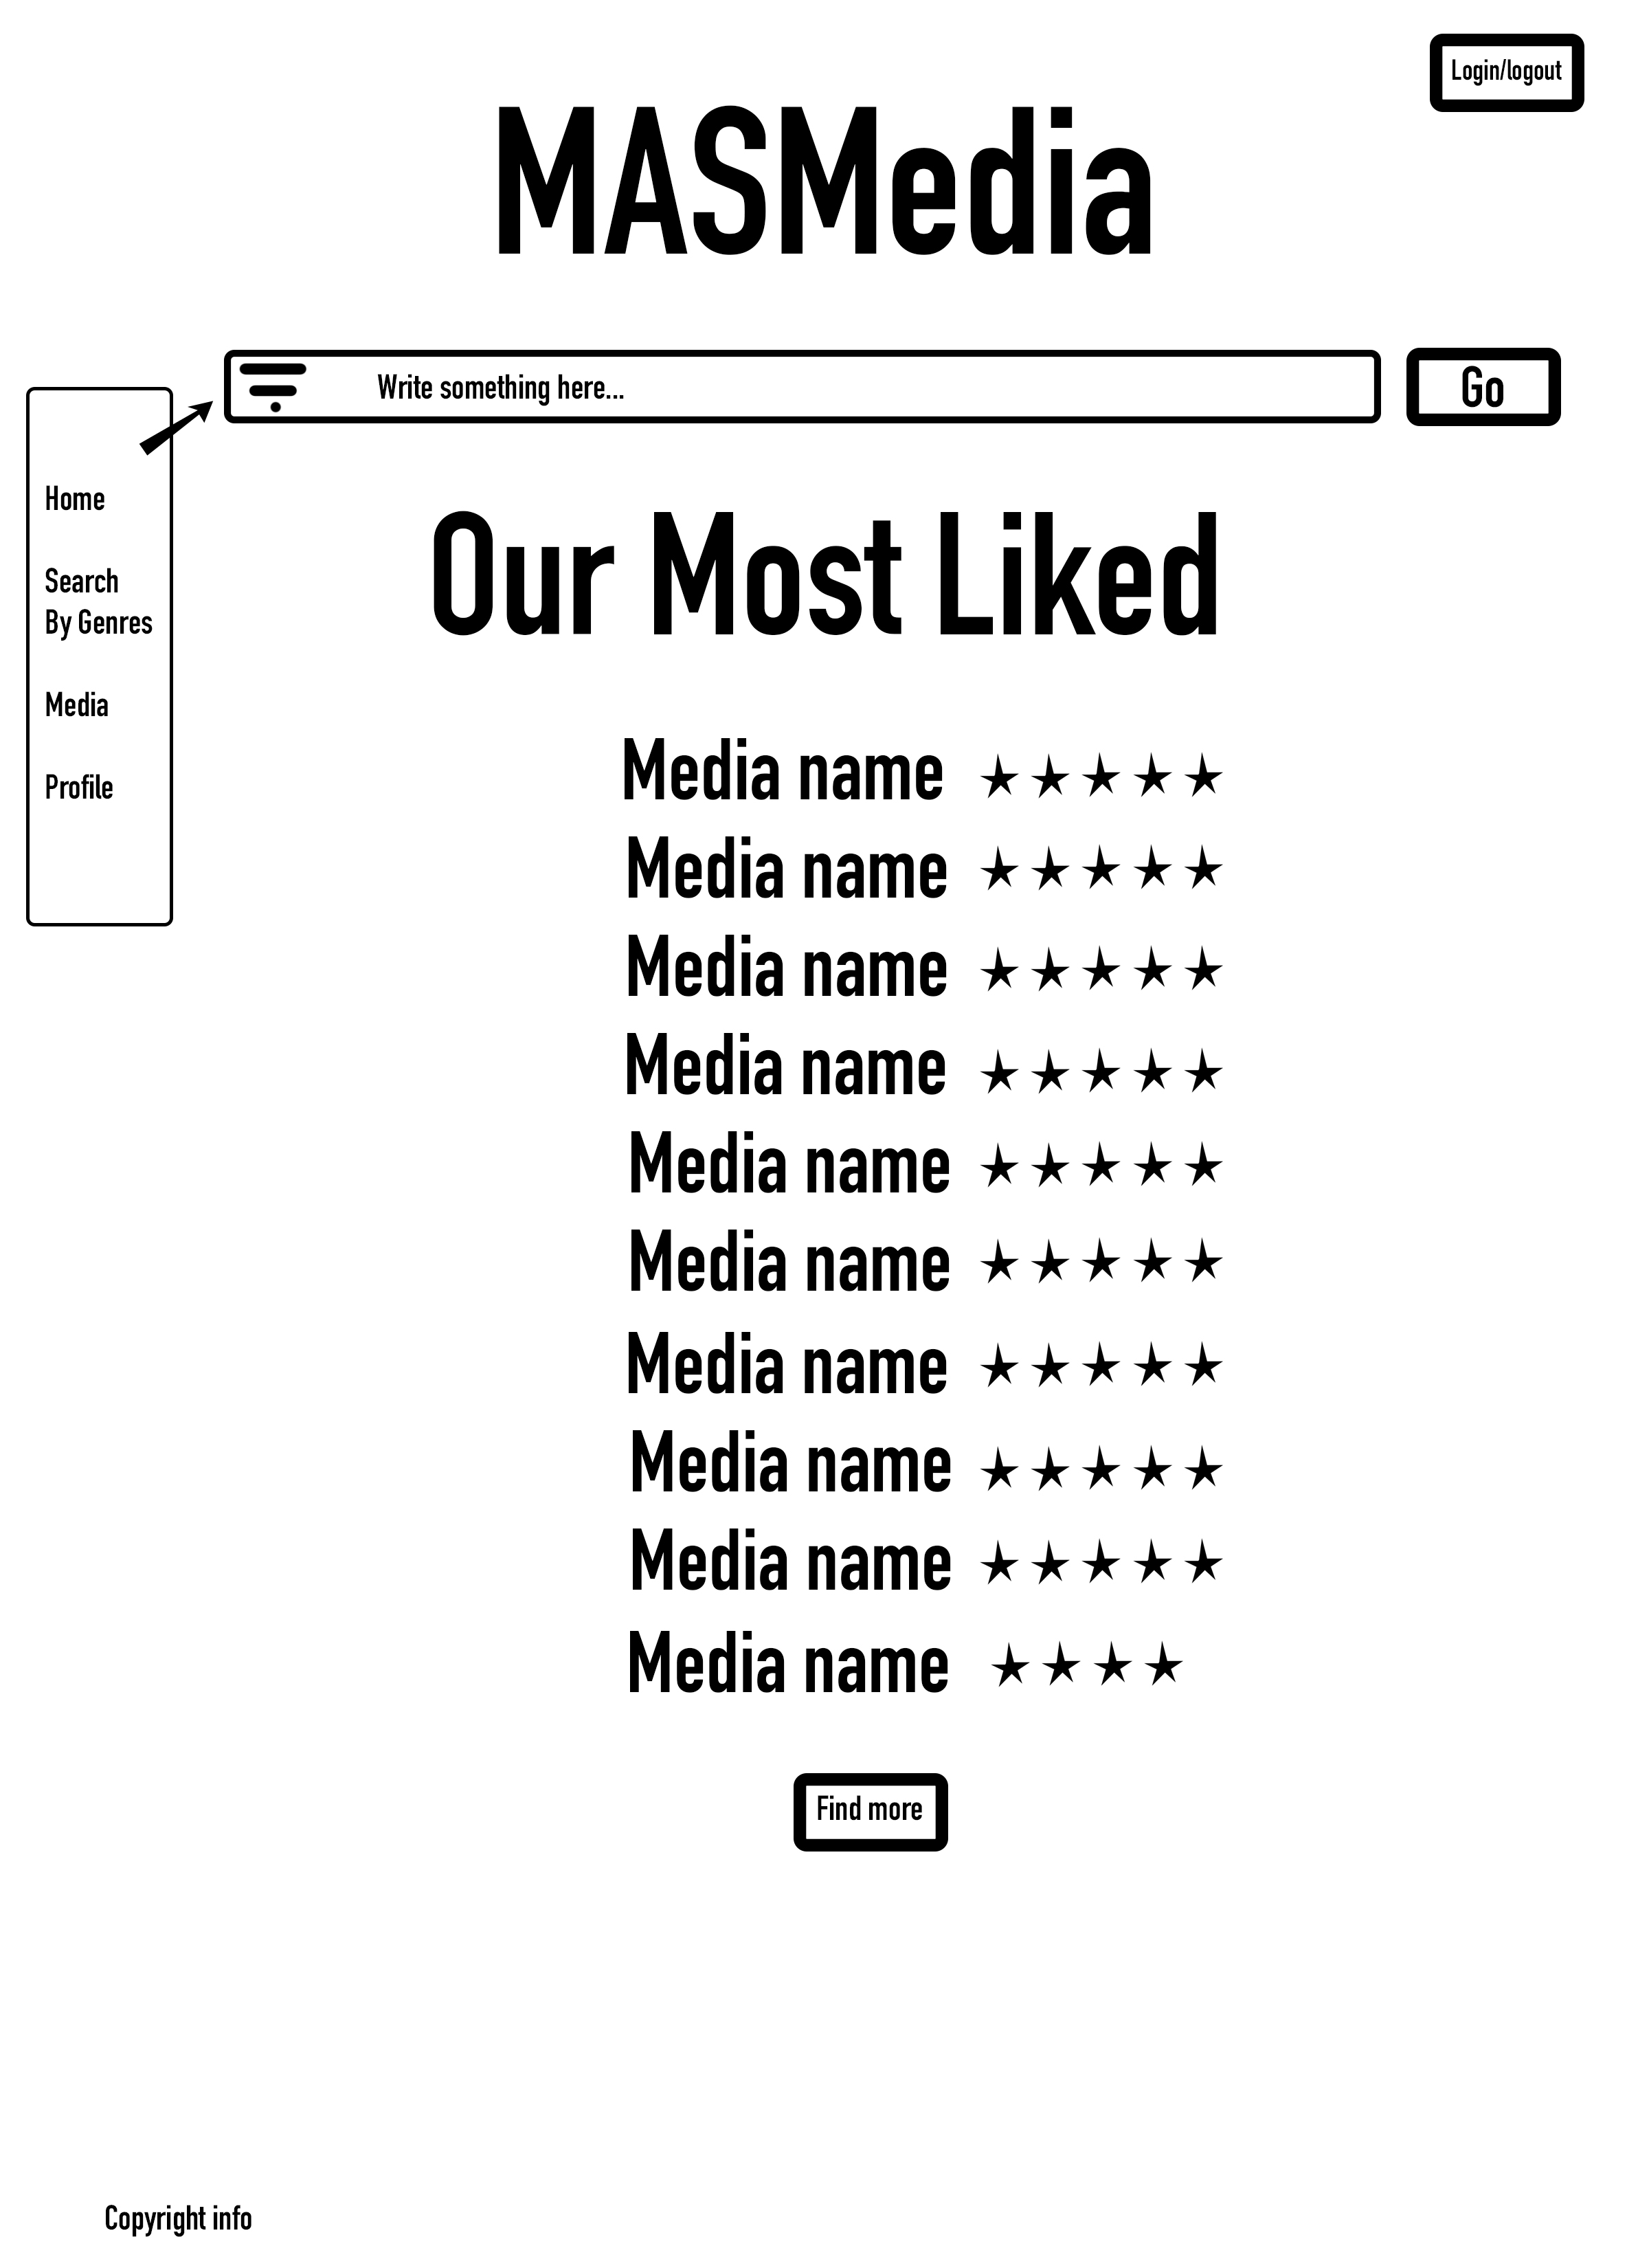 Login/logout
MASMedia
Write something here...
Go
Home
Search
By Genres
Media
Profile
Our Most Liked
Media name
Media name
Media name
Media name
Media name
Media name
Media name
Media name
Media name
Media name
Find more
Copyright info